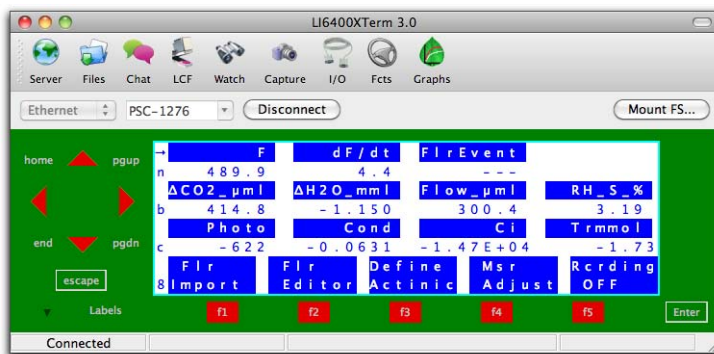 LI6400XTerm 3.0
Server Files Chat LCF Watch Capture I/O Fcts Graphs
Ethernet PSC-1276 Disconnect Mount FS...
home pgup
end pgdn
escape
→ F dF/dt FlrEvent
n 489.9 4.4 ---
ΔCO2_µml ΔH2O_mml Flow_µml RH_S_%
b 414.8 -1.150 300.4 3.19
Photo Cond Ci Trmmol
c -622 -0.0631 -1.47E+04 -1.73
Flr Flr Define Msr Rcrding
8 Import Editor Actinic Adjust OFF
Labels f1 f2 f3 f4 f5 Enter
Connected